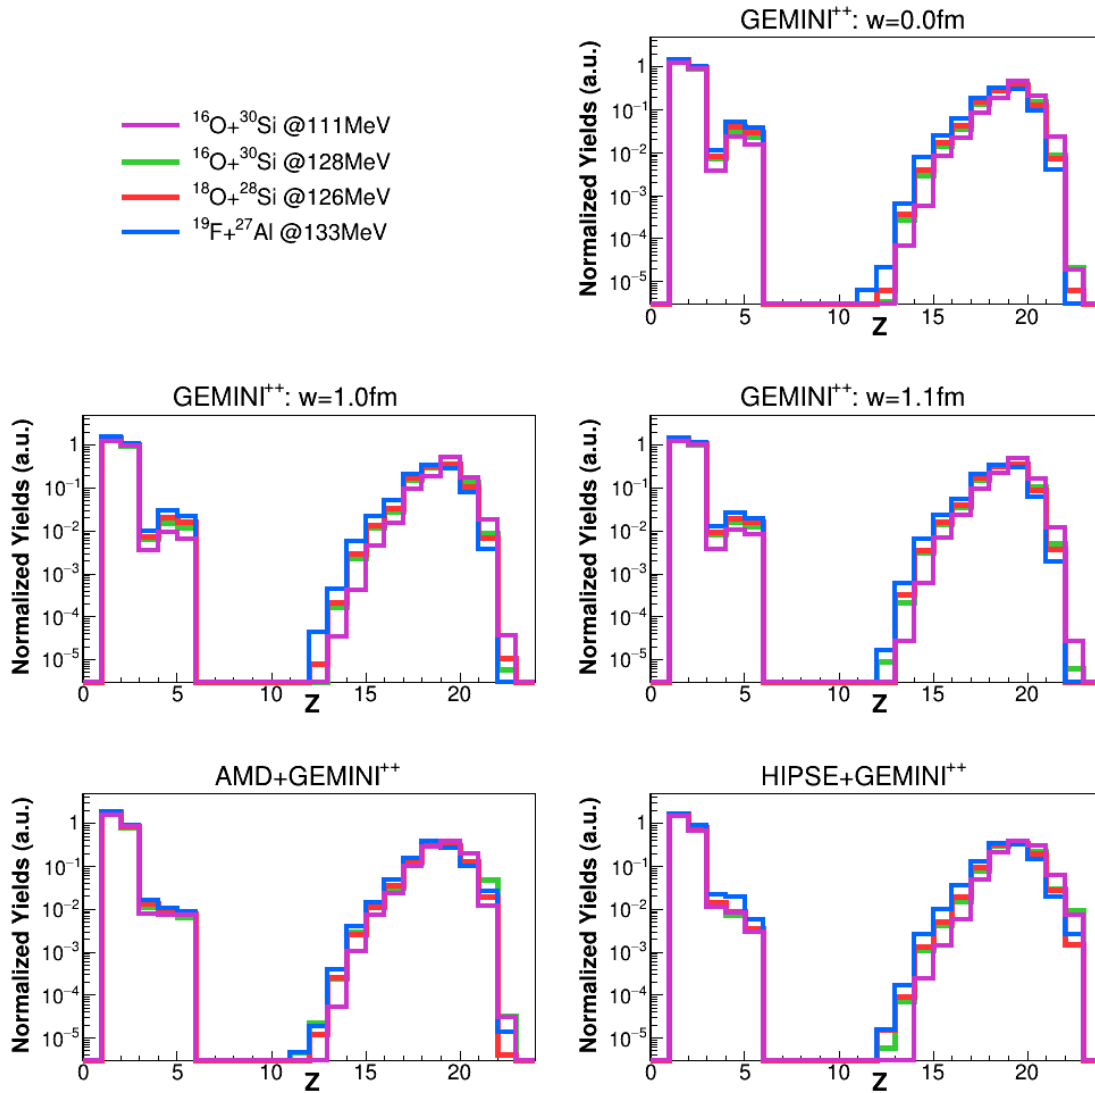 GEMINI⁺⁺: w=0.0fm
¹⁶O+³⁰Si @111MeV
¹⁶O+³⁰Si @128MeV
¹⁸O+²⁸Si @126MeV
¹⁹F+²⁷Al @133MeV
Normalized Yields (a.u.)
1
10⁻¹
10⁻²
10⁻³
10⁻⁴
10⁻⁵
0 5 10 15 20
Z
GEMINI⁺⁺: w=1.0fm
Normalized Yields (a.u.)
1
10⁻¹
10⁻²
10⁻³
10⁻⁴
10⁻⁵
0 5 10 15 20
Z
GEMINI⁺⁺: w=1.1fm
Normalized Yields (a.u.)
1
10⁻¹
10⁻²
10⁻³
10⁻⁴
10⁻⁵
0 5 10 15 20
Z
AMD+GEMINI⁺⁺
Normalized Yields (a.u.)
1
10⁻¹
10⁻²
10⁻³
10⁻⁴
10⁻⁵
0 5 10 15 20
Z
HIPSE+GEMINI⁺⁺
Normalized Yields (a.u.)
1
10⁻¹
10⁻²
10⁻³
10⁻⁴
10⁻⁵
0 5 10 15 20
Z